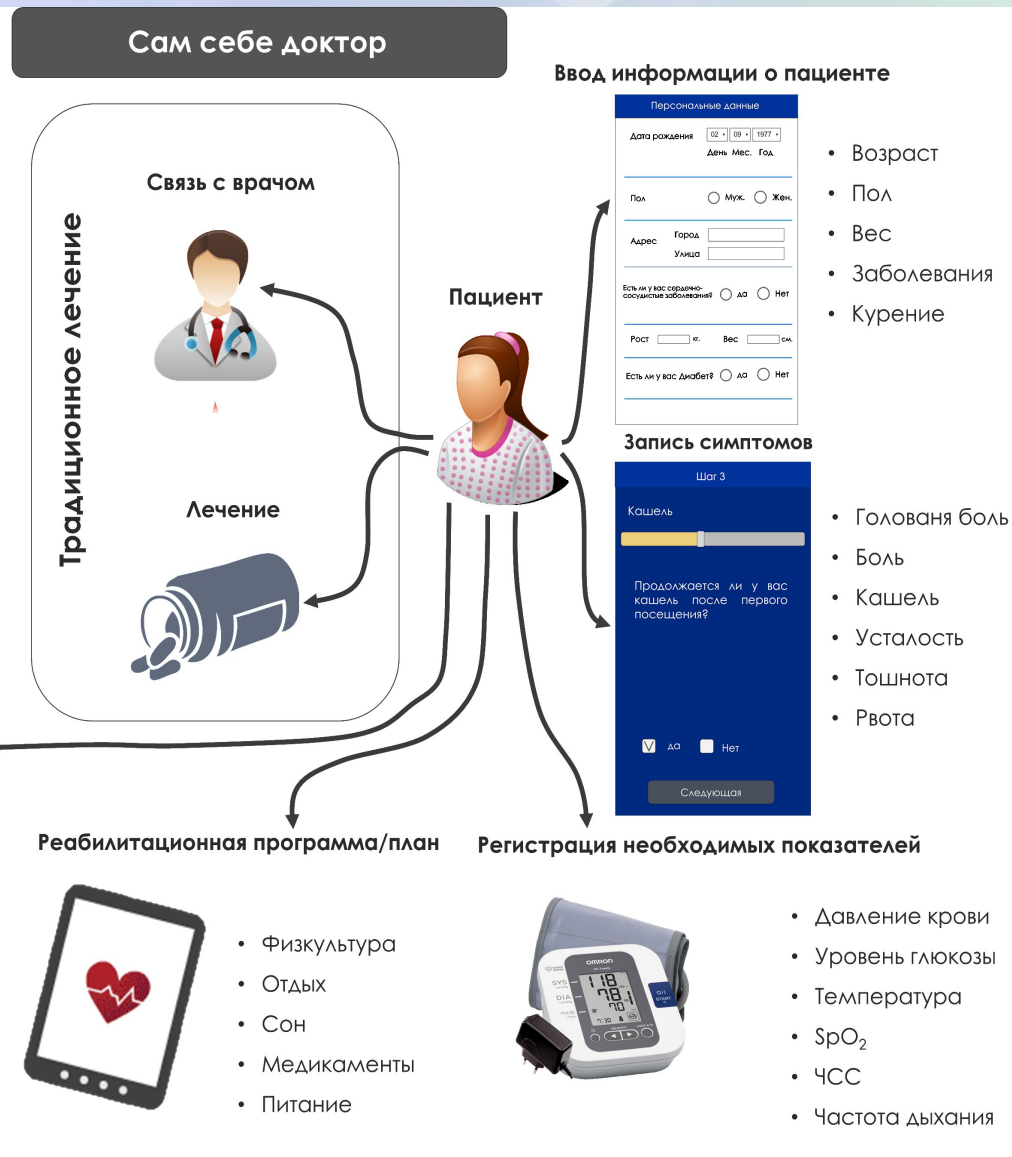 Сам себе доктор
Традиционное лечение
Связь с врачом
Лечение
Пациент
Ввод информации о пациенте
Персональные данные
Дата рождения 02 09 1977
День Мес. Год
Пол Муж. Жен.
Адрес
Город
Улица
Есть ли у вас сердечно-
сосудистые заболевания? да Нет
Рост кг. Вес см.
Есть ли у вас Диабет? да Нет
• Возраст
• Пол
• Вес
• Заболевания
• Курение
Запись симптомов
Шаг 3
Кашель
Продолжается ли у вас
кашель после первого
посещения?
да Нет
Следующая
•Голованя боль
• Боль
• Кашель
• Усталость
• Тошнота
• Рвота
Реабилитационная программа/план
• Физкультура
• Отдых
• Сон
• Медикаменты
• Питание
Регистрация необходимых показателей
OMRON
SYS
118
DIA
78
PULSE
70
7:30
O/I
START
• Давление крови
• Уровень глюкозы
• Температура
• SpO₂
• ЧСС
• Частота дыхания